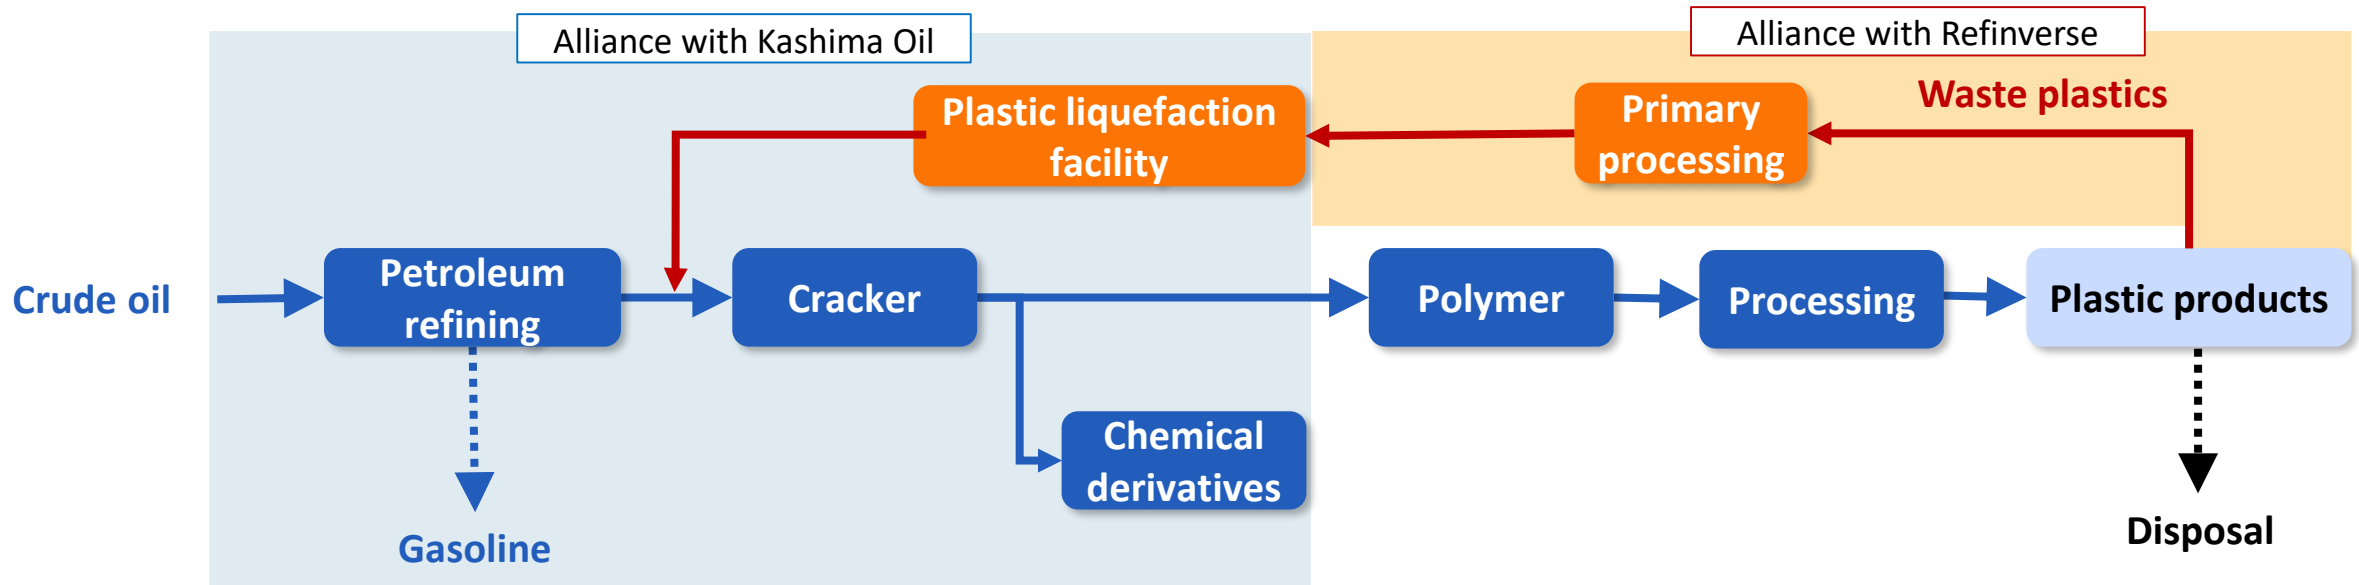 Alliance with Kashima Oil
Alliance with Refinverse
Plastic liquefaction
facility
Primary
processing
Waste plastics
Crude oil
Petroleum
refining
Cracker
Polymer
Processing
Plastic products
Chemical
derivatives
Gasoline
Disposal